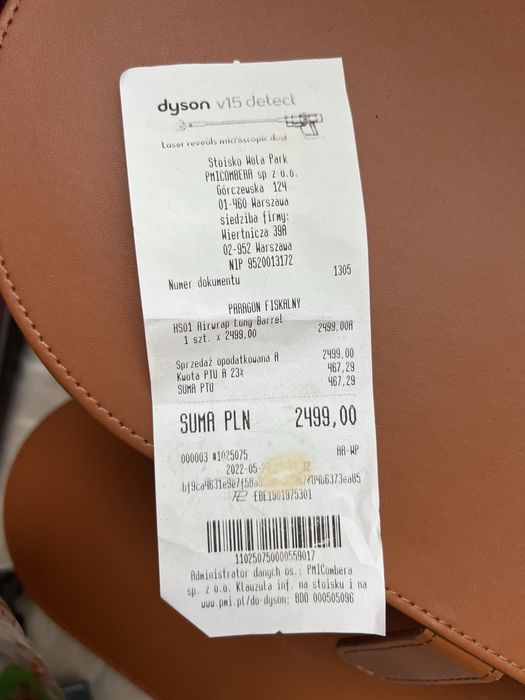 dyson v15 detect
Laser reveals microscopic dust
Stoisko Wola Park
PMICOMBERA sp z o.o.
Górczewska 124
01-460 Warszawa
siedziba firmy:
Wiertnicza 39A
02-952 Warszawa
NIP 9520013172
Numer dokumentu 1305
PARAGON FISKALNY
HS01 Airwrap Long Barrel
1 szt. x 2499,00 2499,00A
Sprzedaż opodatkowana A 2499,00
Kwota PTU A 23% 467,29
SUMA PTU 467,29
SUMA PLN 2499,00
000003 #1025075 AA-WP
2022-05-
EBE1901975301
110250750000559017
Administrator danych os.: PMICombera
sp. z o.o. Klauzula inf. na stoisku i na
www.pmi.pl/do-dyson; BDO 000505096